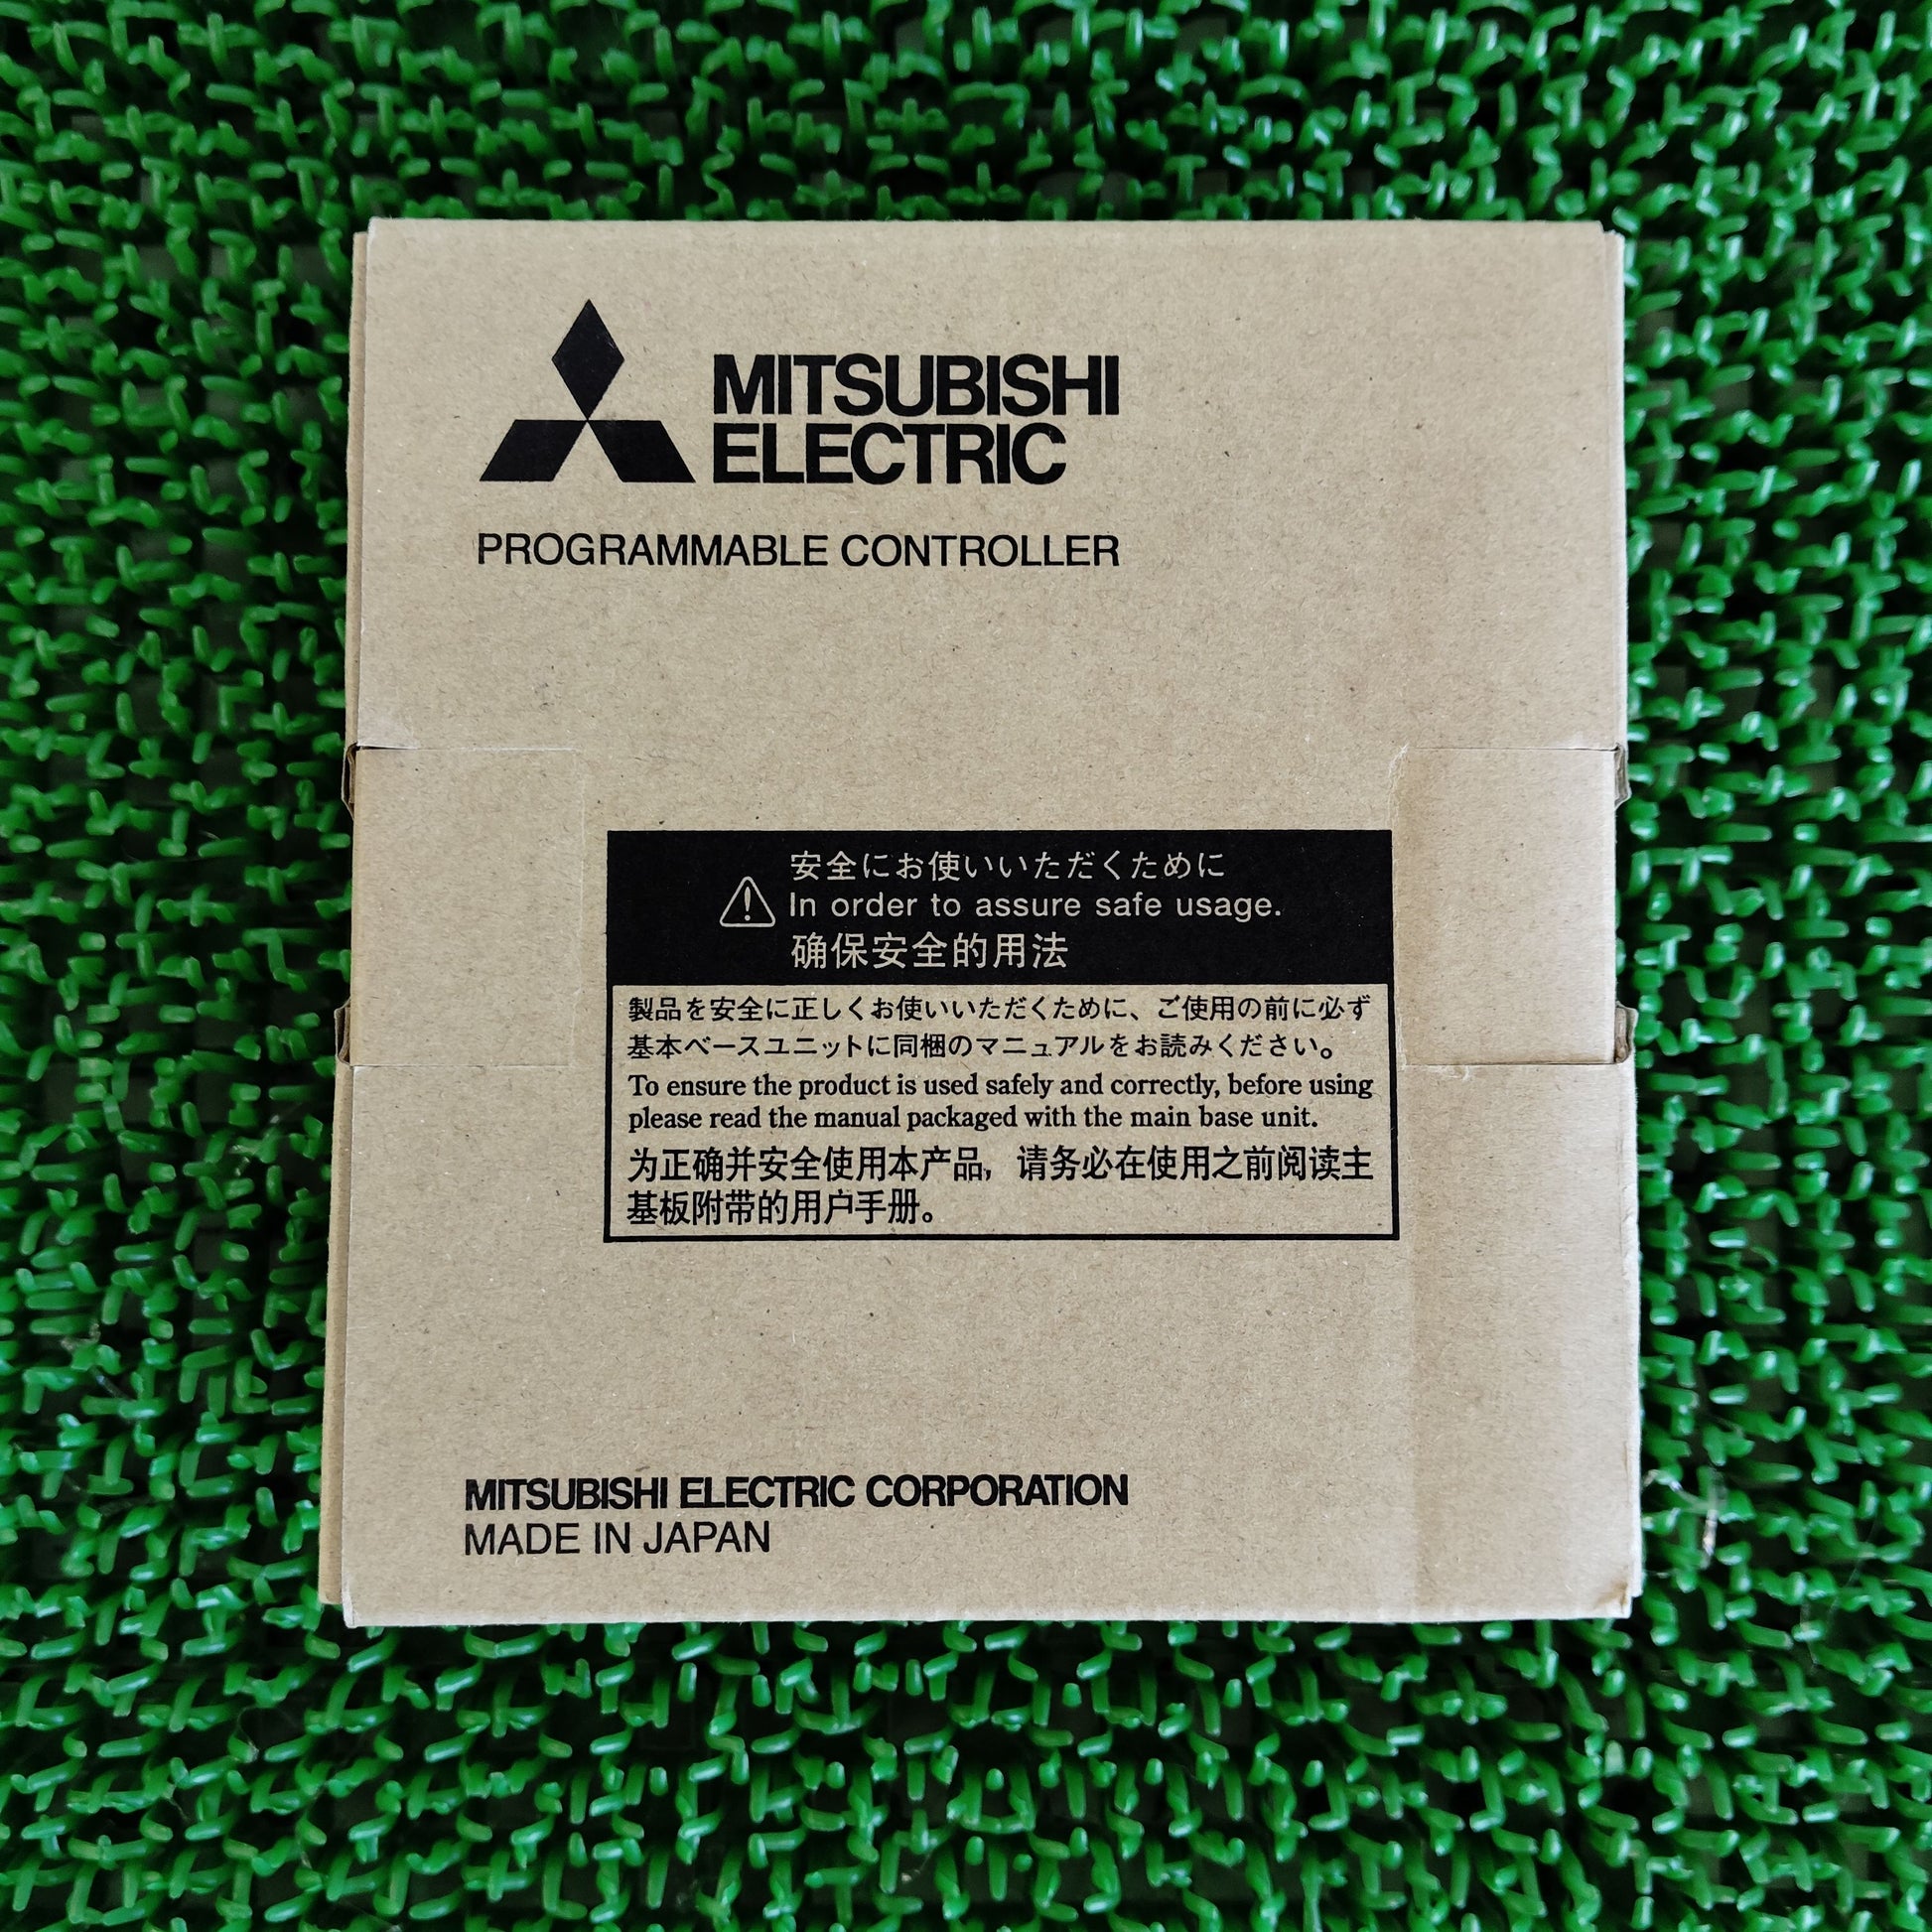 MITSUBISHI
ELECTRIC
PROGRAMMABLE CONTROLLER
安全にお使いいただくために
In order to assure safe usage.
确保安全的用法
製品を安全に正しくお使いいただくために、ご使用の前に必ず
基本ベースユニットに同梱のマニュアルをお読みください。
To ensure the product is used safely and correctly, before using
please read the manual packaged with the main base unit.
为正确并安全使用本产品，请务必在使用之前阅读主
基板附带的用户手册。
MITSUBISHI ELECTRIC CORPORATION
MADE IN JAPAN